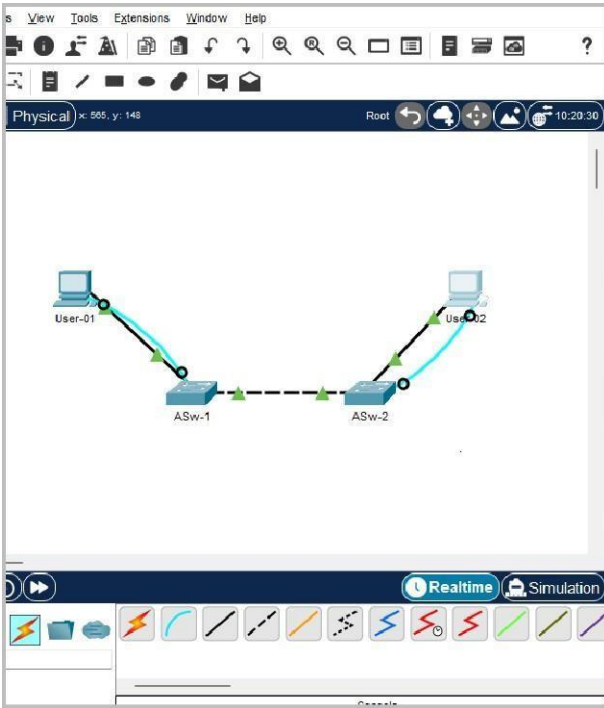 s View Tools Extensions Window Help
?
Physical x: 565, y: 148 Root 10:20:30
User-01 User-02
ASw-1 ASw-2
Realtime Simulation